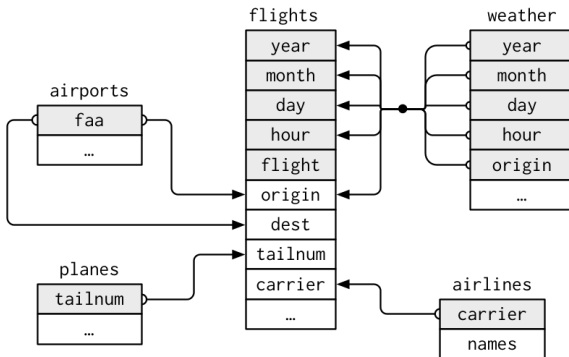 flights
year
month
day
hour
flight
origin
dest
tailnum
carrier
…
weather
year
month
day
hour
origin
…
airports
faa
…
planes
tailnum
…
airlines
carrier
names